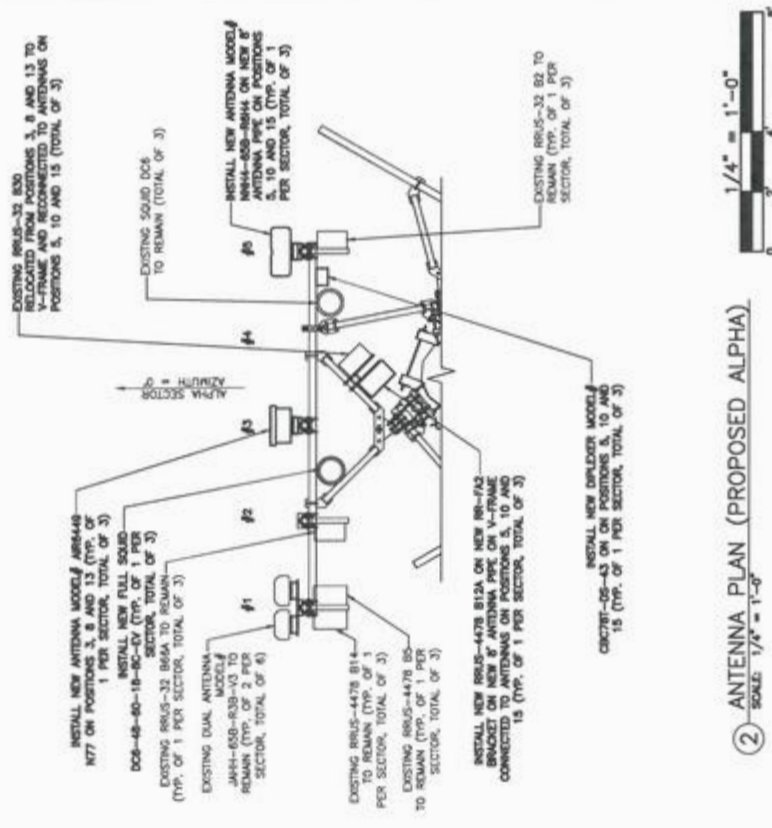 EXISTING RRUS-32 B30
RELOCATED FROM POSITIONS 3, 8 AND 13 TO
V-FRAME AND RECONNECTED TO ANTENNAS ON
POSITIONS 5, 10 AND 15 (TOTAL OF 3)
INSTALL NEW ANTENNA MODEL#
NNH4-65B-R6H4 ON NEW 8'
ANTENNA PIPE ON POSITIONS
5, 10 AND 15 (TYP. OF 1
PER SECTOR, TOTAL OF 3)
EXISTING SQUID DC6
TO REMAIN (TOTAL OF 3)
EXISTING RRUS-32 B2 TO
REMAIN (TYP. OF 1 PER
SECTOR, TOTAL OF 3)
ALPHA SECTOR
AZIMUTH = 0°
#1
#2
#3
#4
#5
INSTALL NEW ANTENNA MODEL# AIR6449
N77 ON POSITIONS 3, 8 AND 13 (TYP. OF
1 PER SECTOR, TOTAL OF 3)
INSTALL NEW FULL SQUID
DC6-48-60-18-8C-EV (TYP. OF 1 PER
SECTOR, TOTAL OF 3)
EXISTING RRUS-32 B66A TO REMAIN
(TYP. OF 1 PER SECTOR, TOTAL OF 3)
EXISTING DUAL ANTENNA
MODEL#
JAHH-65B-R3B-V3 TO
REMAIN (TYP. OF 2 PER
SECTOR, TOTAL OF 6)
EXISTING RRUS-4478 B14
TO REMAIN (TYP. OF 1
PER SECTOR, TOTAL OF 3)
EXISTING RRUS-4478 B5
TO REMAIN (TYP. OF 1 PER
SECTOR, TOTAL OF 3)
INSTALL NEW RRUS-4478 B12A ON NEW RR-FA2
BRACKET ON NEW 8' ANTENNA PIPE ON V-FRAME
CONNECTED TO ANTENNAS ON POSITIONS 5, 10 AND
15 (TYP. OF 1 PER SECTOR, TOTAL OF 3)
INSTALL NEW DIPLEXER MODEL#
CBC78T-DS-43 ON ON POSITIONS 5, 10 AND
15 (TYP. OF 1 PER SECTOR, TOTAL OF 3)
2 ANTENNA PLAN (PROPOSED ALPHA)
SCALE: 1/4" = 1'-0"
1/4" = 1'-0"
0 2' 4' 8'